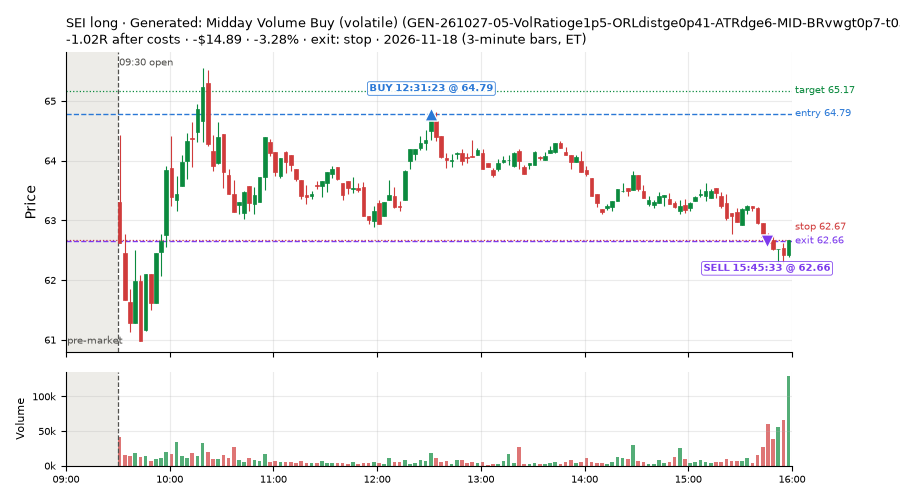 SEI long · Generated: Midday Volume Buy (volatile) (GEN-261027-05-VolRatioge1p5-ORLdistge0p41-ATRdge6-MID-BRvwgt0p7-t0
-1.02R after costs · -$14.89 · -3.28% · exit: stop · 2026-11-18 (3-minute bars, ET)
09:30 open
BUY 12:31:23 @ 64.79
target 65.17
entry 64.79
stop 62.67
exit 62.66
SELL 15:45:33 @ 62.66
pre-market
Price
65
64
63
62
61
Volume
100k
50k
0k
09:00
10:00
11:00
12:00
13:00
14:00
15:00
16:00